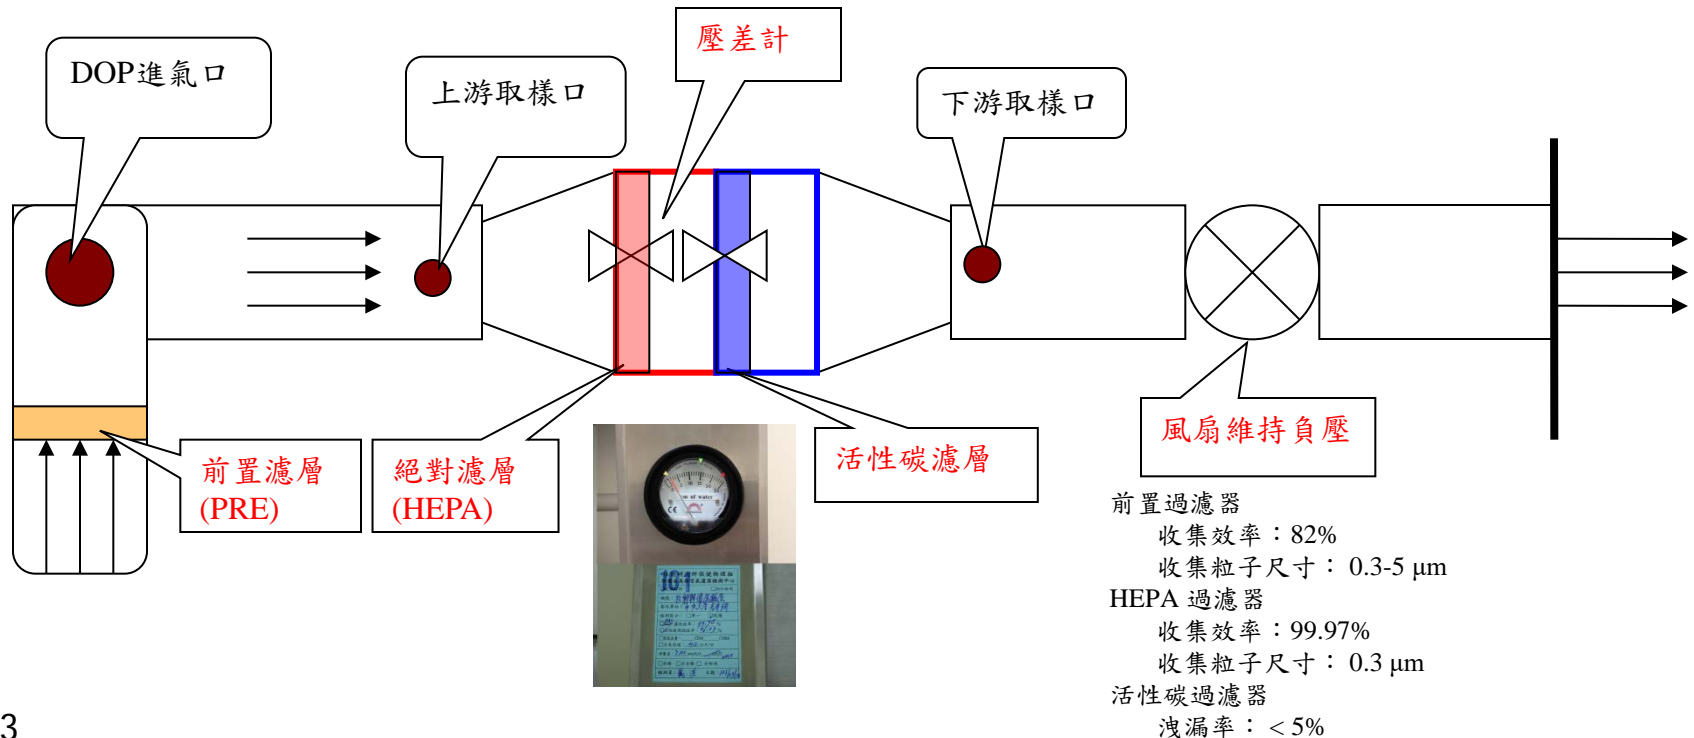 壓差計
DOP進氣口
上游取樣口
下游取樣口
前置濾層
(PRE)
絕對濾層
(HEPA)
活性碳濾層
風扇維持負壓
前置過濾器
收集效率：82%
收集粒子尺寸： 0.3-5 μm
HEPA 過濾器
收集效率：99.97%
收集粒子尺寸： 0.3 μm
活性碳過濾器
洩漏率：< 5%
of water
CE
101
3